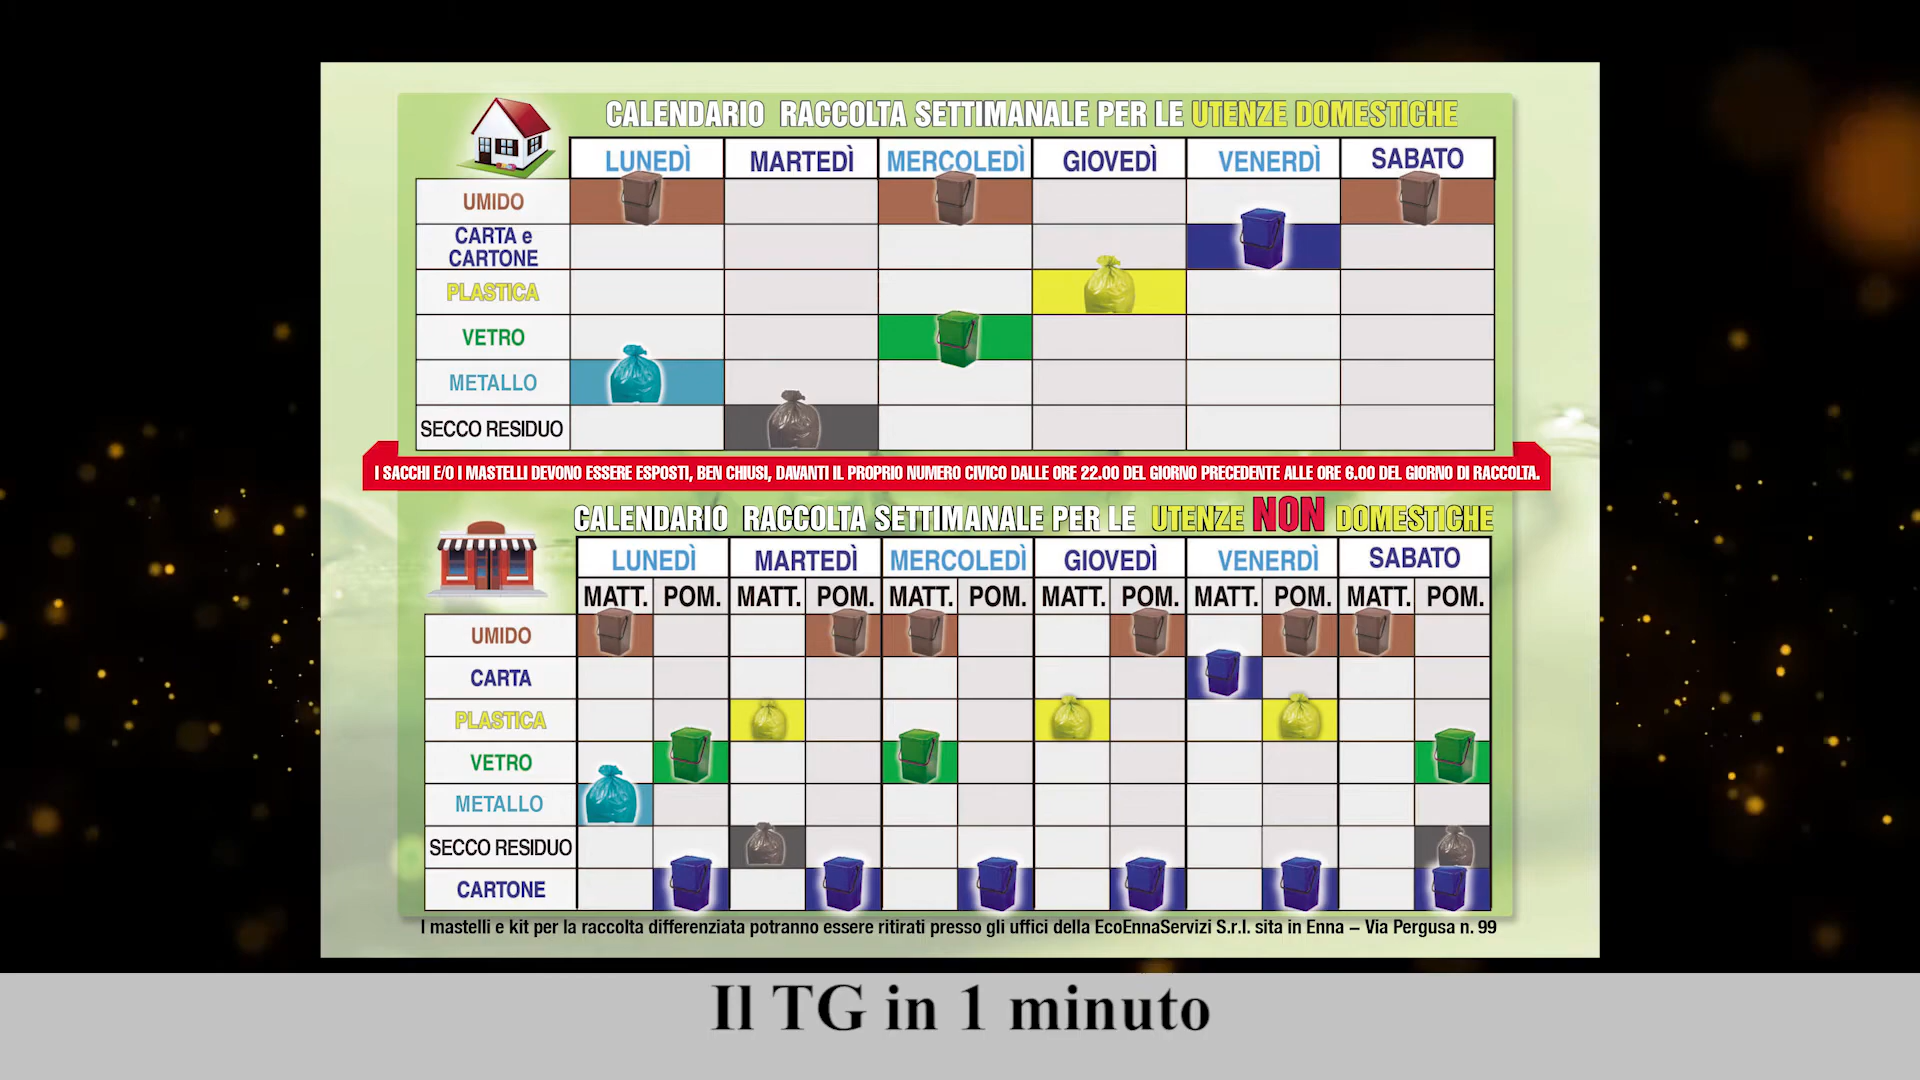 CALENDARIO RACCOLTA SETTIMANALE PER LE UTENZE DOMESTICHE
LUNEDÌ MARTEDÌ MERCOLEDÌ GIOVEDÌ VENERDÌ SABATO
UMIDO
CARTA e
CARTONE
PLASTICA
VETRO
METALLO
SECCO RESIDUO
I SACCHI E/O I MASTELLI DEVONO ESSERE ESPOSTI, BEN CHIUSI, DAVANTI IL PROPRIO NUMERO CIVICO DALLE ORE 22.00 DEL GIORNO PRECEDENTE ALLE ORE 6.00 DEL GIORNO DI RACCOLTA.
CALENDARIO RACCOLTA SETTIMANALE PER LE UTENZE NON DOMESTICHE
LUNEDÌ MARTEDÌ MERCOLEDÌ GIOVEDÌ VENERDÌ SABATO
MATT. POM. MATT. POM. MATT. POM. MATT. POM. MATT. POM. MATT. POM.
UMIDO
CARTA
PLASTICA
VETRO
METALLO
SECCO RESIDUO
CARTONE
I mastelli e kit per la raccolta differenziata potranno essere ritirati presso gli uffici della EcoEnnaServizi S.r.l. sita in Enna – Via Pergusa n. 99
Il TG in 1 minuto